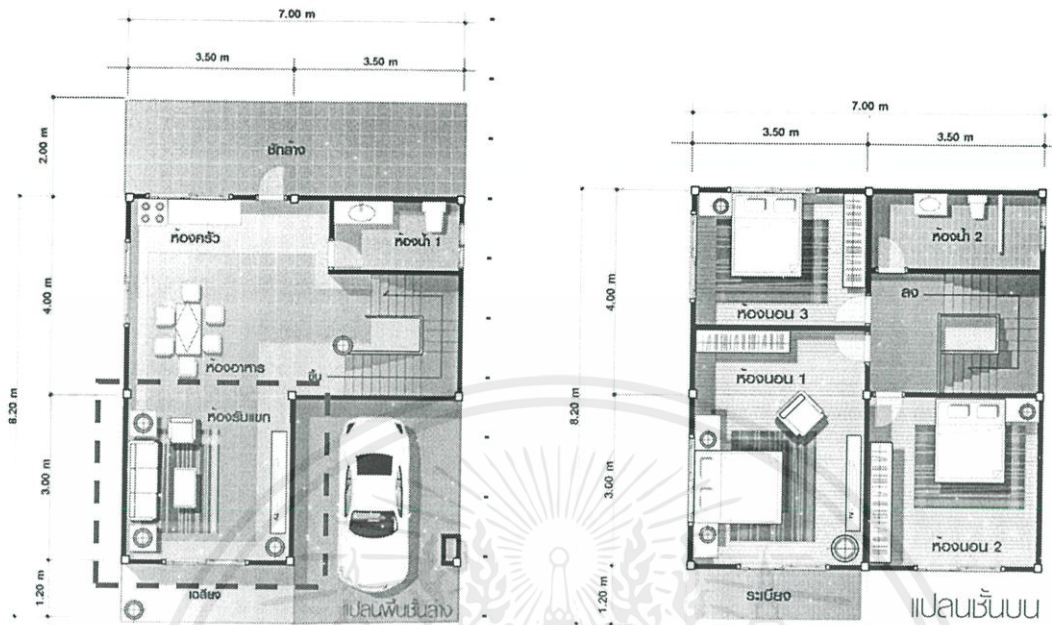 7.00 m
3.50 m
3.50 m
2.00 m
4.00 m
8.20 m
3.00 m
1.20 m
ซักล้าง
ห้องครัว
ห้องน้ำ 1
ห้องอาหาร
ขึ้น
ห้องรับแขก
เฉลียง
แปลนพื้นชั้นล่าง
7.00 m
3.50 m
3.50 m
4.00 m
8.20 m
3.00 m
1.20 m
ห้องน้ำ 2
ห้องนอน 3
ลง
ห้องนอน 1
ห้องนอน 2
ระเบียง
แปลนชั้นบน